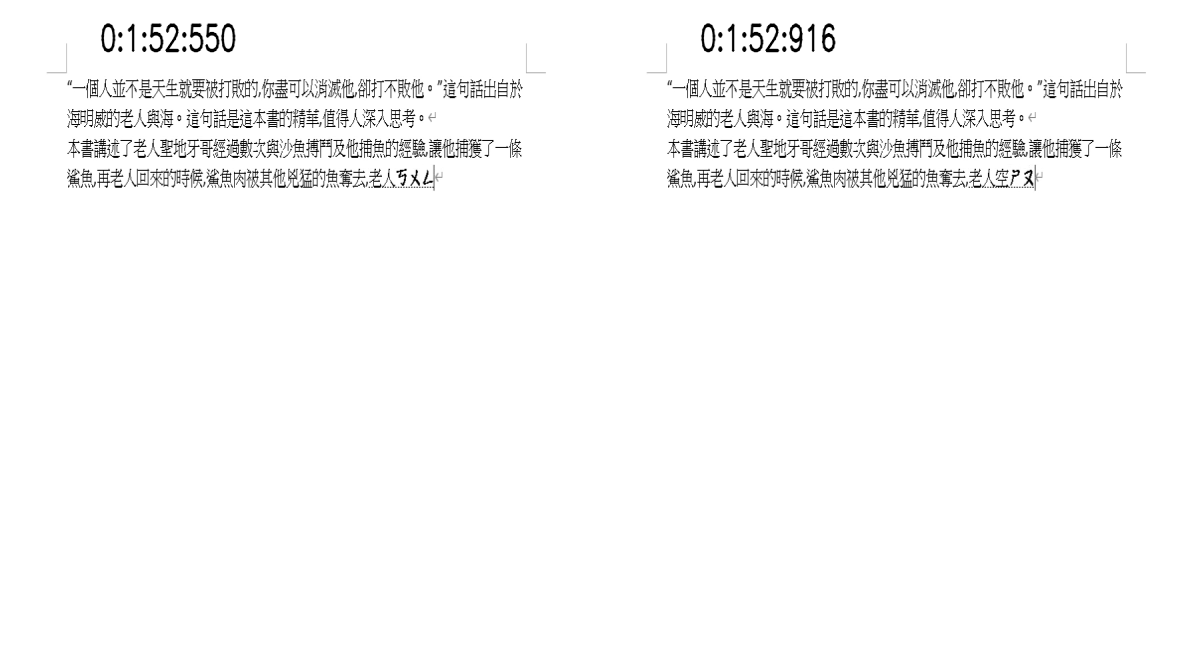 0:1:52:550
“一個人並不是天生就要被打敗的,你盡可以消滅他,卻打不敗他。”這句話出自於
海明威的老人與海。這句話是這本書的精華,值得人深入思考。
本書講述了老人聖地牙哥經過數次與沙魚搏鬥及他捕魚的經驗,讓他捕獲了一條
鯊魚,再老人回來的時候,鯊魚肉被其他兇猛的魚奪去,老人ㄎㄨㄥ
0:1:52:916
“一個人並不是天生就要被打敗的,你盡可以消滅他,卻打不敗他。”這句話出自於
海明威的老人與海。這句話是這本書的精華,值得人深入思考。
本書講述了老人聖地牙哥經過數次與沙魚搏鬥及他捕魚的經驗,讓他捕獲了一條
鯊魚,再老人回來的時候,鯊魚肉被其他兇猛的魚奪去,老人空ㄕㄡ